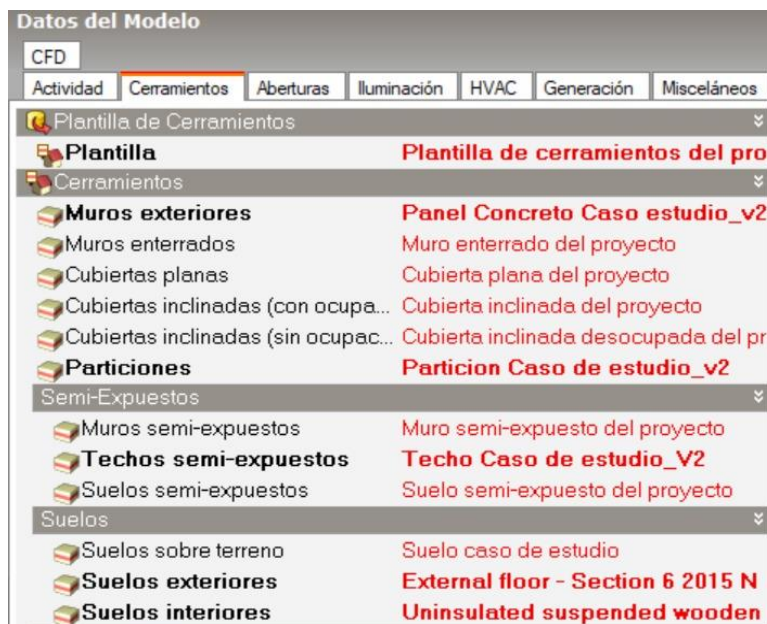 Datos del Modelo
CFD
Actividad Cerramientos Aberturas Iluminación HVAC Generación Misceláneos
Plantilla de Cerramientos
Plantilla Plantilla de cerramientos del pro
Cerramientos
Muros exteriores Panel Concreto Caso estudio_v2
Muros enterrados Muro enterrado del proyecto
Cubiertas planas Cubierta plana del proyecto
Cubiertas inclinadas (con ocupa... Cubierta inclinada del proyecto
Cubiertas inclinadas (sin ocupac... Cubierta inclinada desocupada del pr
Particiones Particion Caso de estudio_v2
Semi-Expuestos
Muros semi-expuestos Muro semi-expuesto del proyecto
Techos semi-expuestos Techo Caso de estudio_V2
Suelos semi-expuestos Suelo semi-expuesto del proyecto
Suelos
Suelos sobre terreno Suelo caso de estudio
Suelos exteriores External floor - Section 6 2015 N
Suelos interiores Uninsulated suspended wooden